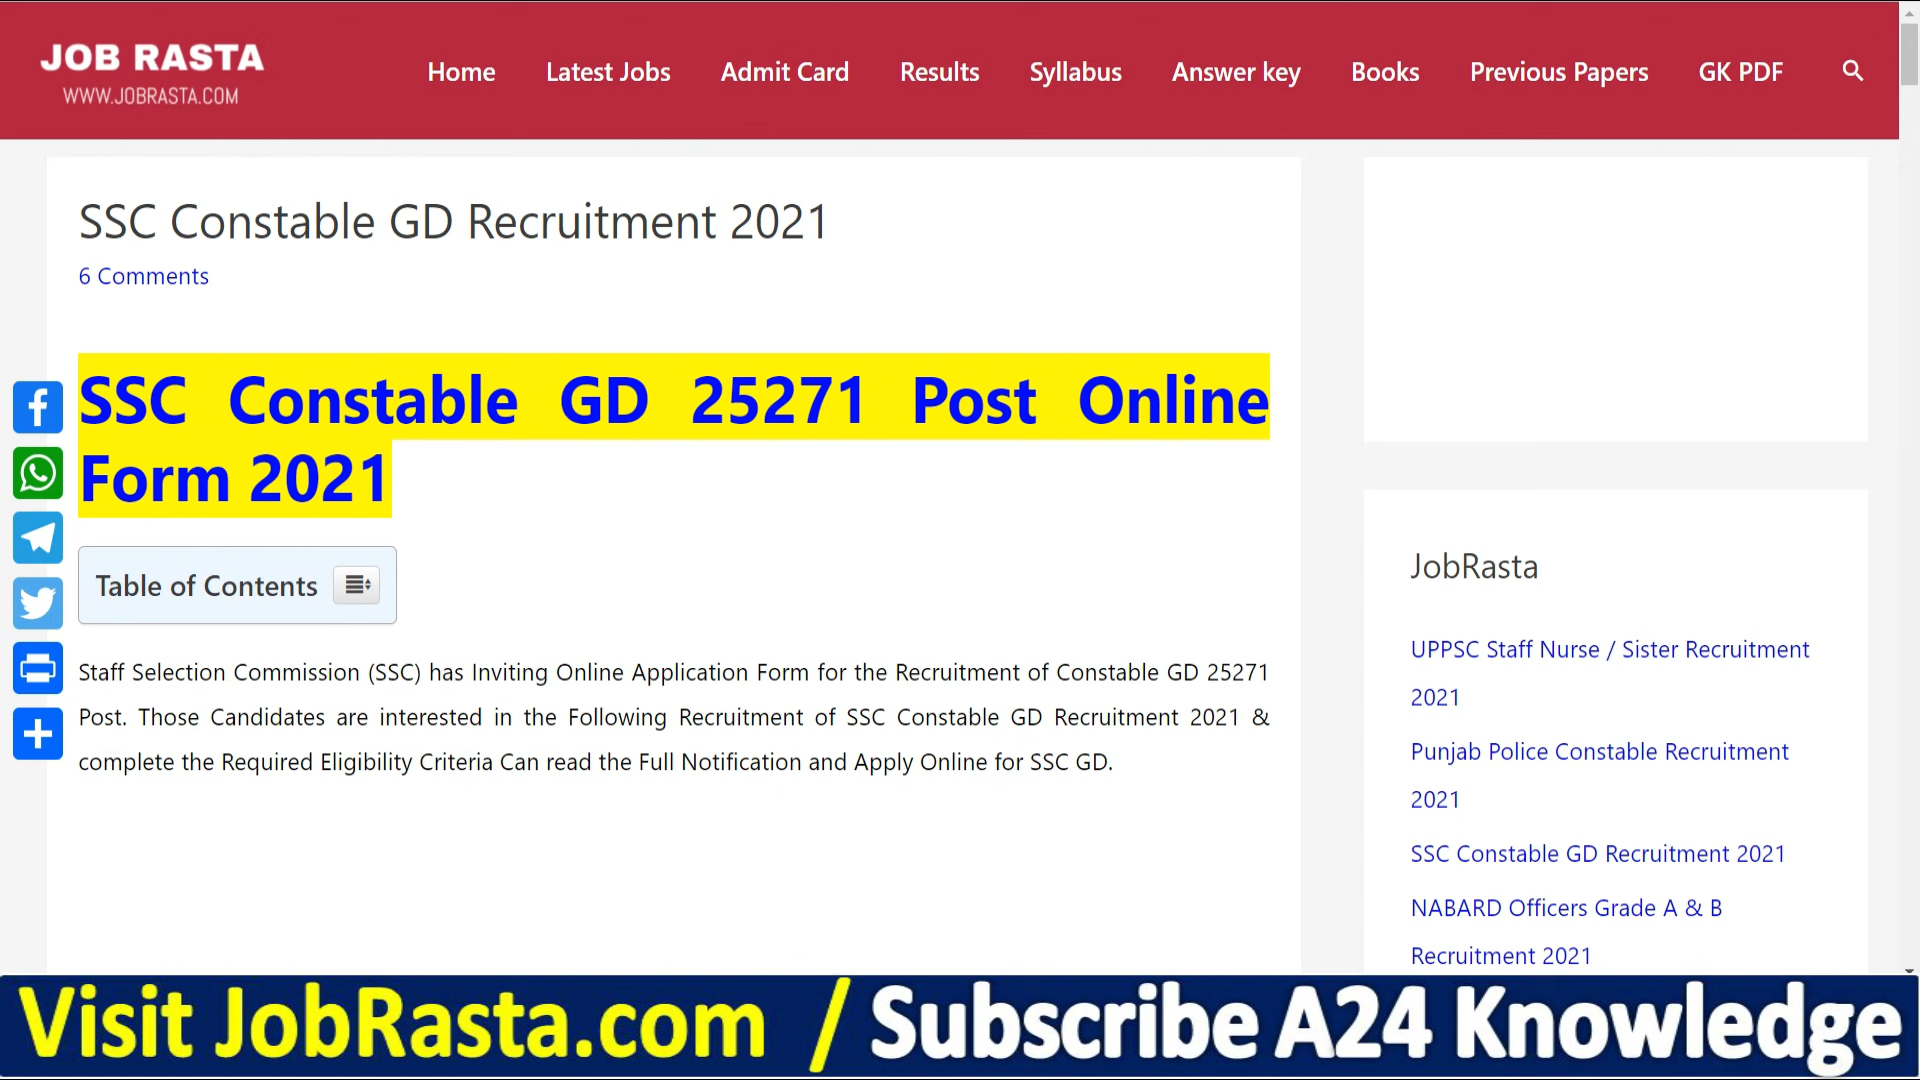 JOB RASTA
WWW.JOBRASTA.COM
Home Latest Jobs Admit Card Results Syllabus Answer key Books Previous Papers GK PDF
SSC Constable GD Recruitment 2021
6 Comments
SSC Constable GD 25271 Post Online
Form 2021
Table of Contents
Staff Selection Commission (SSC) has Inviting Online Application Form for the Recruitment of Constable GD 25271
Post. Those Candidates are interested in the Following Recruitment of SSC Constable GD Recruitment 2021 &
complete the Required Eligibility Criteria Can read the Full Notification and Apply Online for SSC GD.
JobRasta
UPPSC Staff Nurse / Sister Recruitment
2021
Punjab Police Constable Recruitment
2021
SSC Constable GD Recruitment 2021
NABARD Officers Grade A & B
Recruitment 2021
Visit JobRasta.com / Subscribe A24 Knowledge